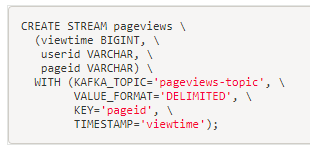 CREATE STREAM pageviews \
(viewtime BIGINT, \
userid VARCHAR, \
pageid VARCHAR) \
WITH (KAFKA_TOPIC='pageviews-topic', \
VALUE_FORMAT='DELIMITED', \
KEY='pageid', \
TIMESTAMP='viewtime');